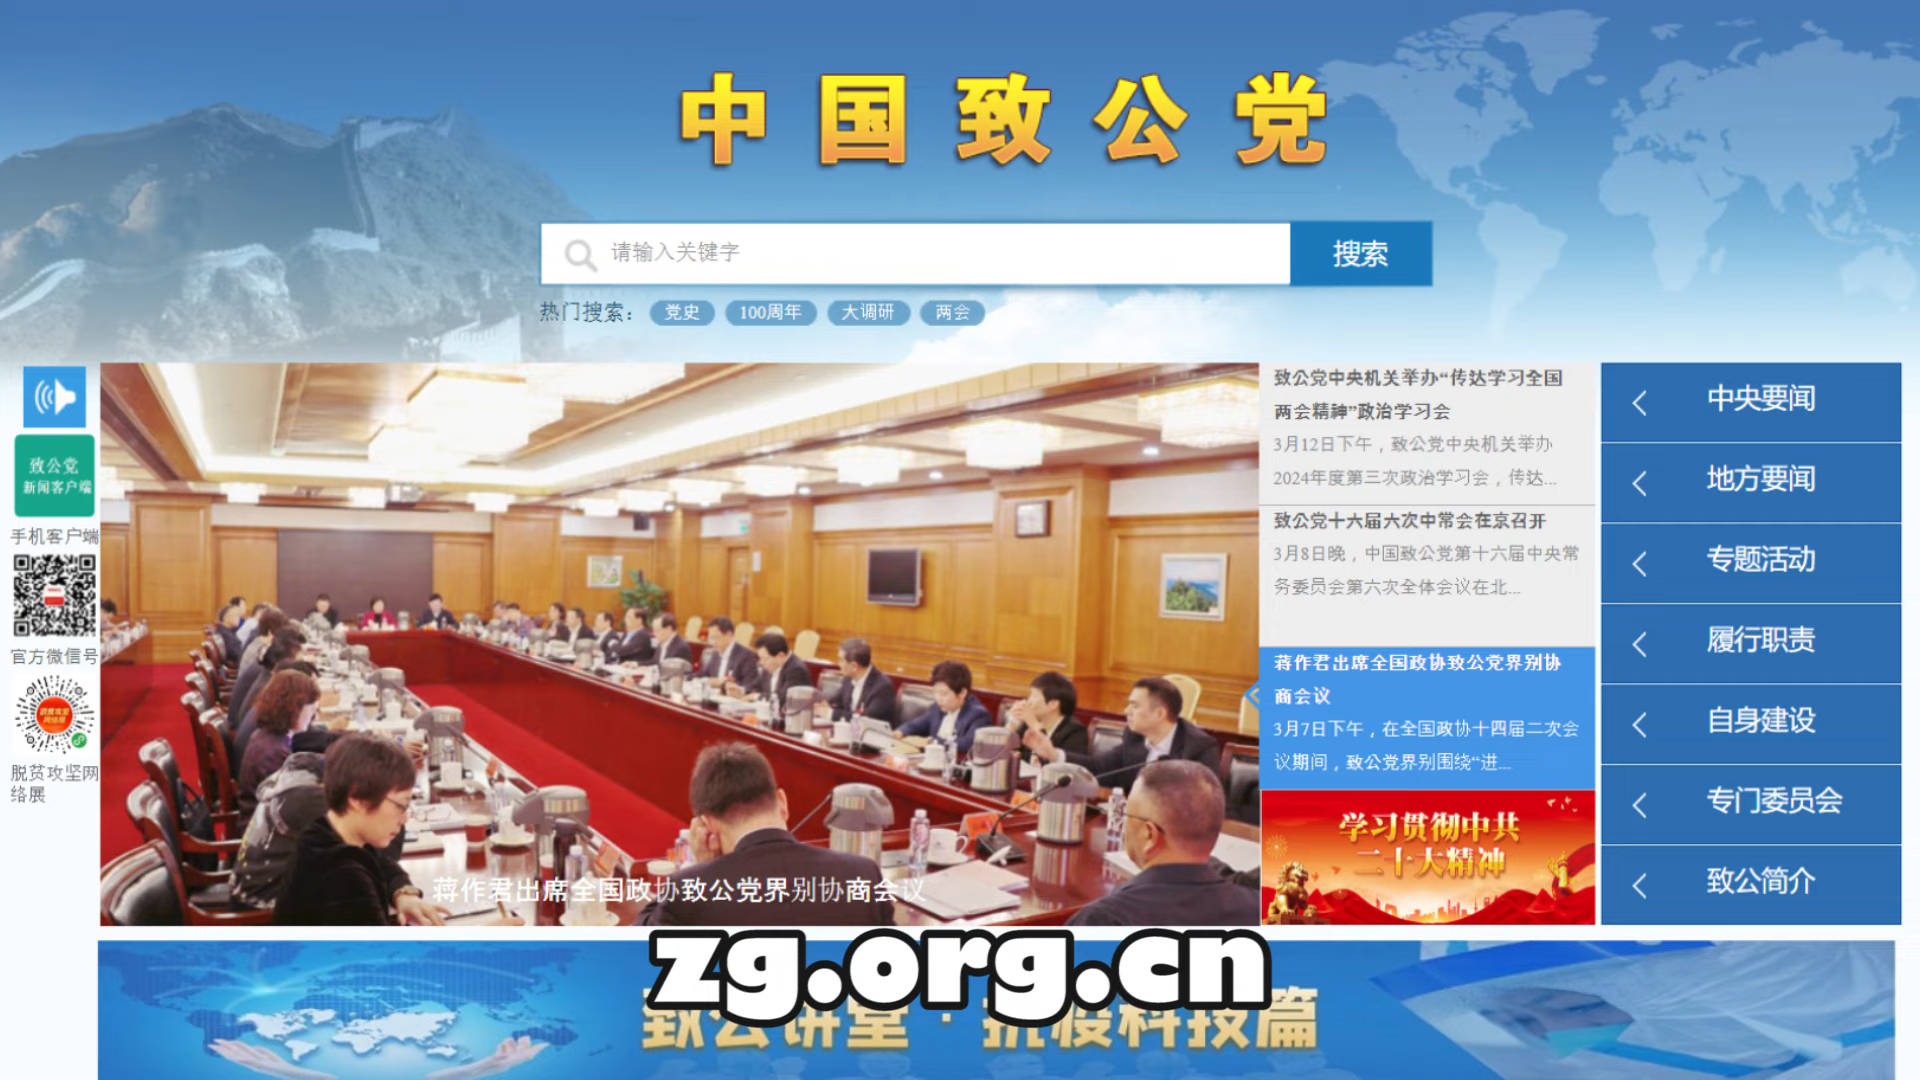 中国致公党
请输入关键字
搜索
热门搜索：
党史
100周年
大调研
两会
致公党
新闻客户端
手机客户端
官方微信号
脱贫攻坚网
络展
蒋作君出席全国政协致公党界别协商会议
致公党中央机关举办“传达学习全国
两会精神”政治学习会
3月12日下午，致公党中央机关举办
2024年度第三次政治学习会，传达...
致公党十六届六次中常会在京召开
3月8日晚，中国致公党第十六届中央常
务委员会第六次全体会议在北...
蒋作君出席全国政协致公党界别协
商会议
3月7日下午，在全国政协十四届二次会
议期间，致公党界别围绕“进...
学习贯彻中共
二十大精神
中央要闻
地方要闻
专题活动
履行职责
自身建设
专门委员会
致公简介
zg.org.cn
致公讲堂·抗疫科技篇